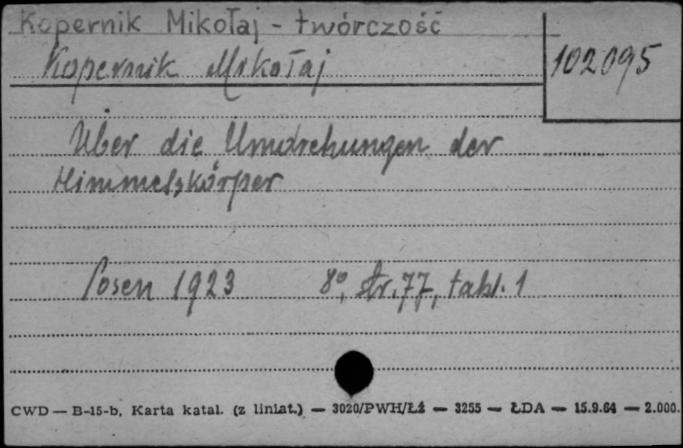 Kopernik Mikołaj - twórczość
Kopernik Mikołaj
102095
Über die Umdrehungen der
Himmelskörper
Posen 1923 8°, str. 77, tabl. 1
CWD — B-15-b, Karta katal. (z liniat.) — 3020/PWH/Łź — 3255 — ŁDA — 15.9.64 — 2.000.